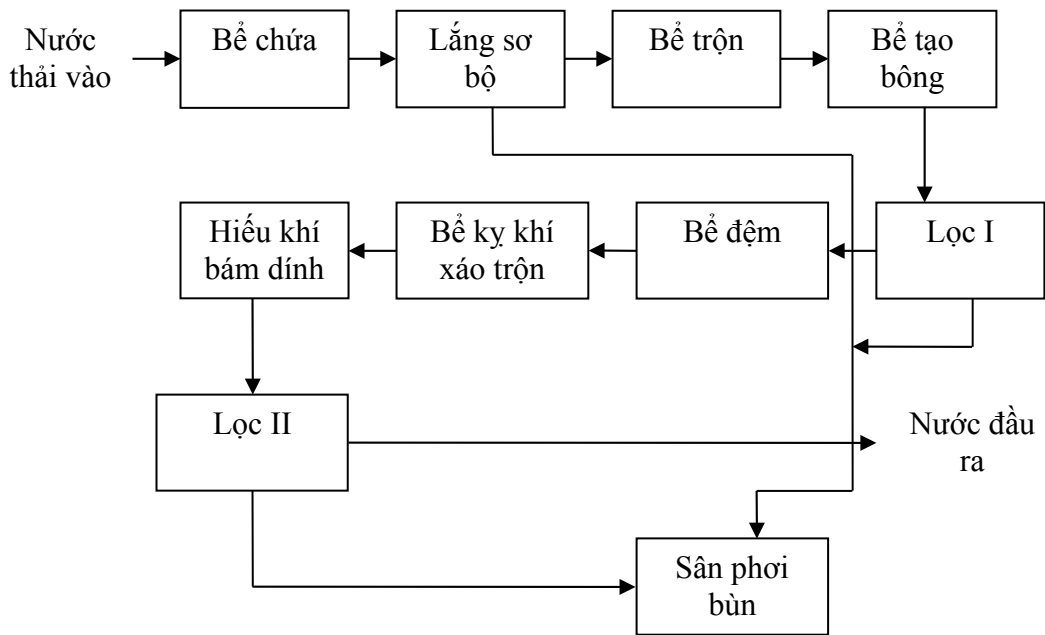 Nước
thải vào
Bể chứa
Lắng sơ
bộ
Bể trộn
Bể tạo
bông
Hiếu khí
bám dính
Bể kỵ khí
xáo trộn
Bể đệm
Lọc I
Lọc II
Nước đầu
ra
Sân phơi
bùn